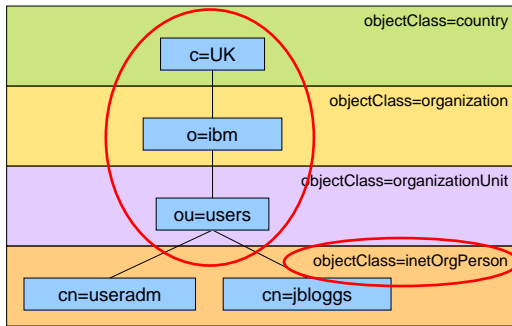 objectClass=country
c=UK
objectClass=organization
o=ibm
objectClass=organizationUnit
ou=users
objectClass=inetOrgPerson
cn=useradm
cn=jbloggs